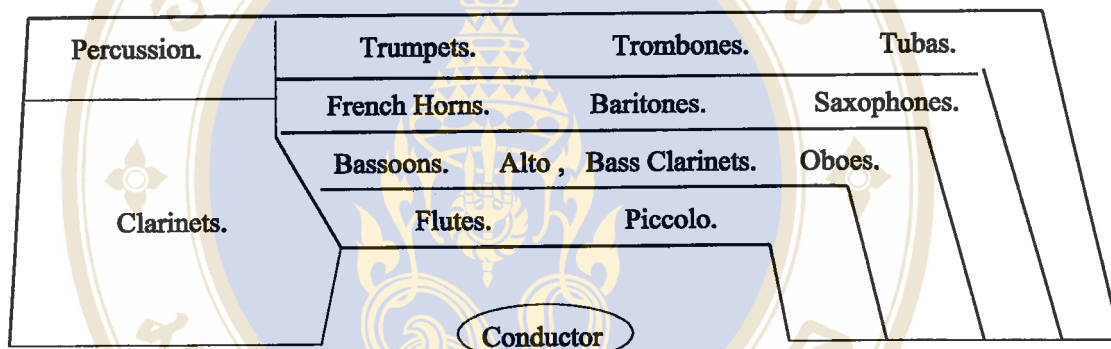 Percussion. Trumpets. Trombones. Tubas.
French Horns. Baritones. Saxophones.
Bassoons. Alto , Bass Clarinets. Oboes.
Clarinets. Flutes. Piccolo.
Conductor